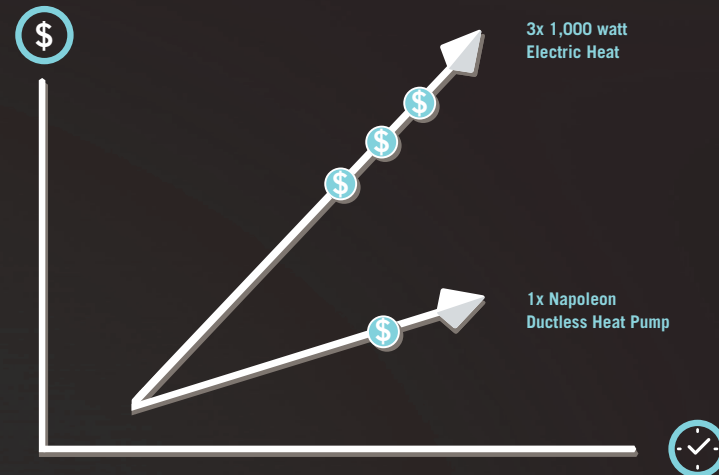 $
3x 1,000 watt
Electric Heat
$
$
$
1x Napoleon
Ductless Heat Pump
$